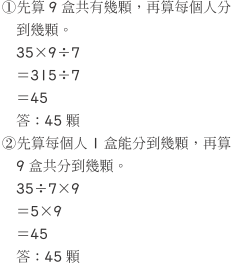 ①先算 9 盒共有幾顆，再算每個人分
到幾顆。
35×9÷7
＝315÷7
＝45
答：45 顆
②先算每個人 1 盒能分到幾顆，再算
9 盒共分到幾顆。
35÷7×9
＝5×9
＝45
答：45 顆